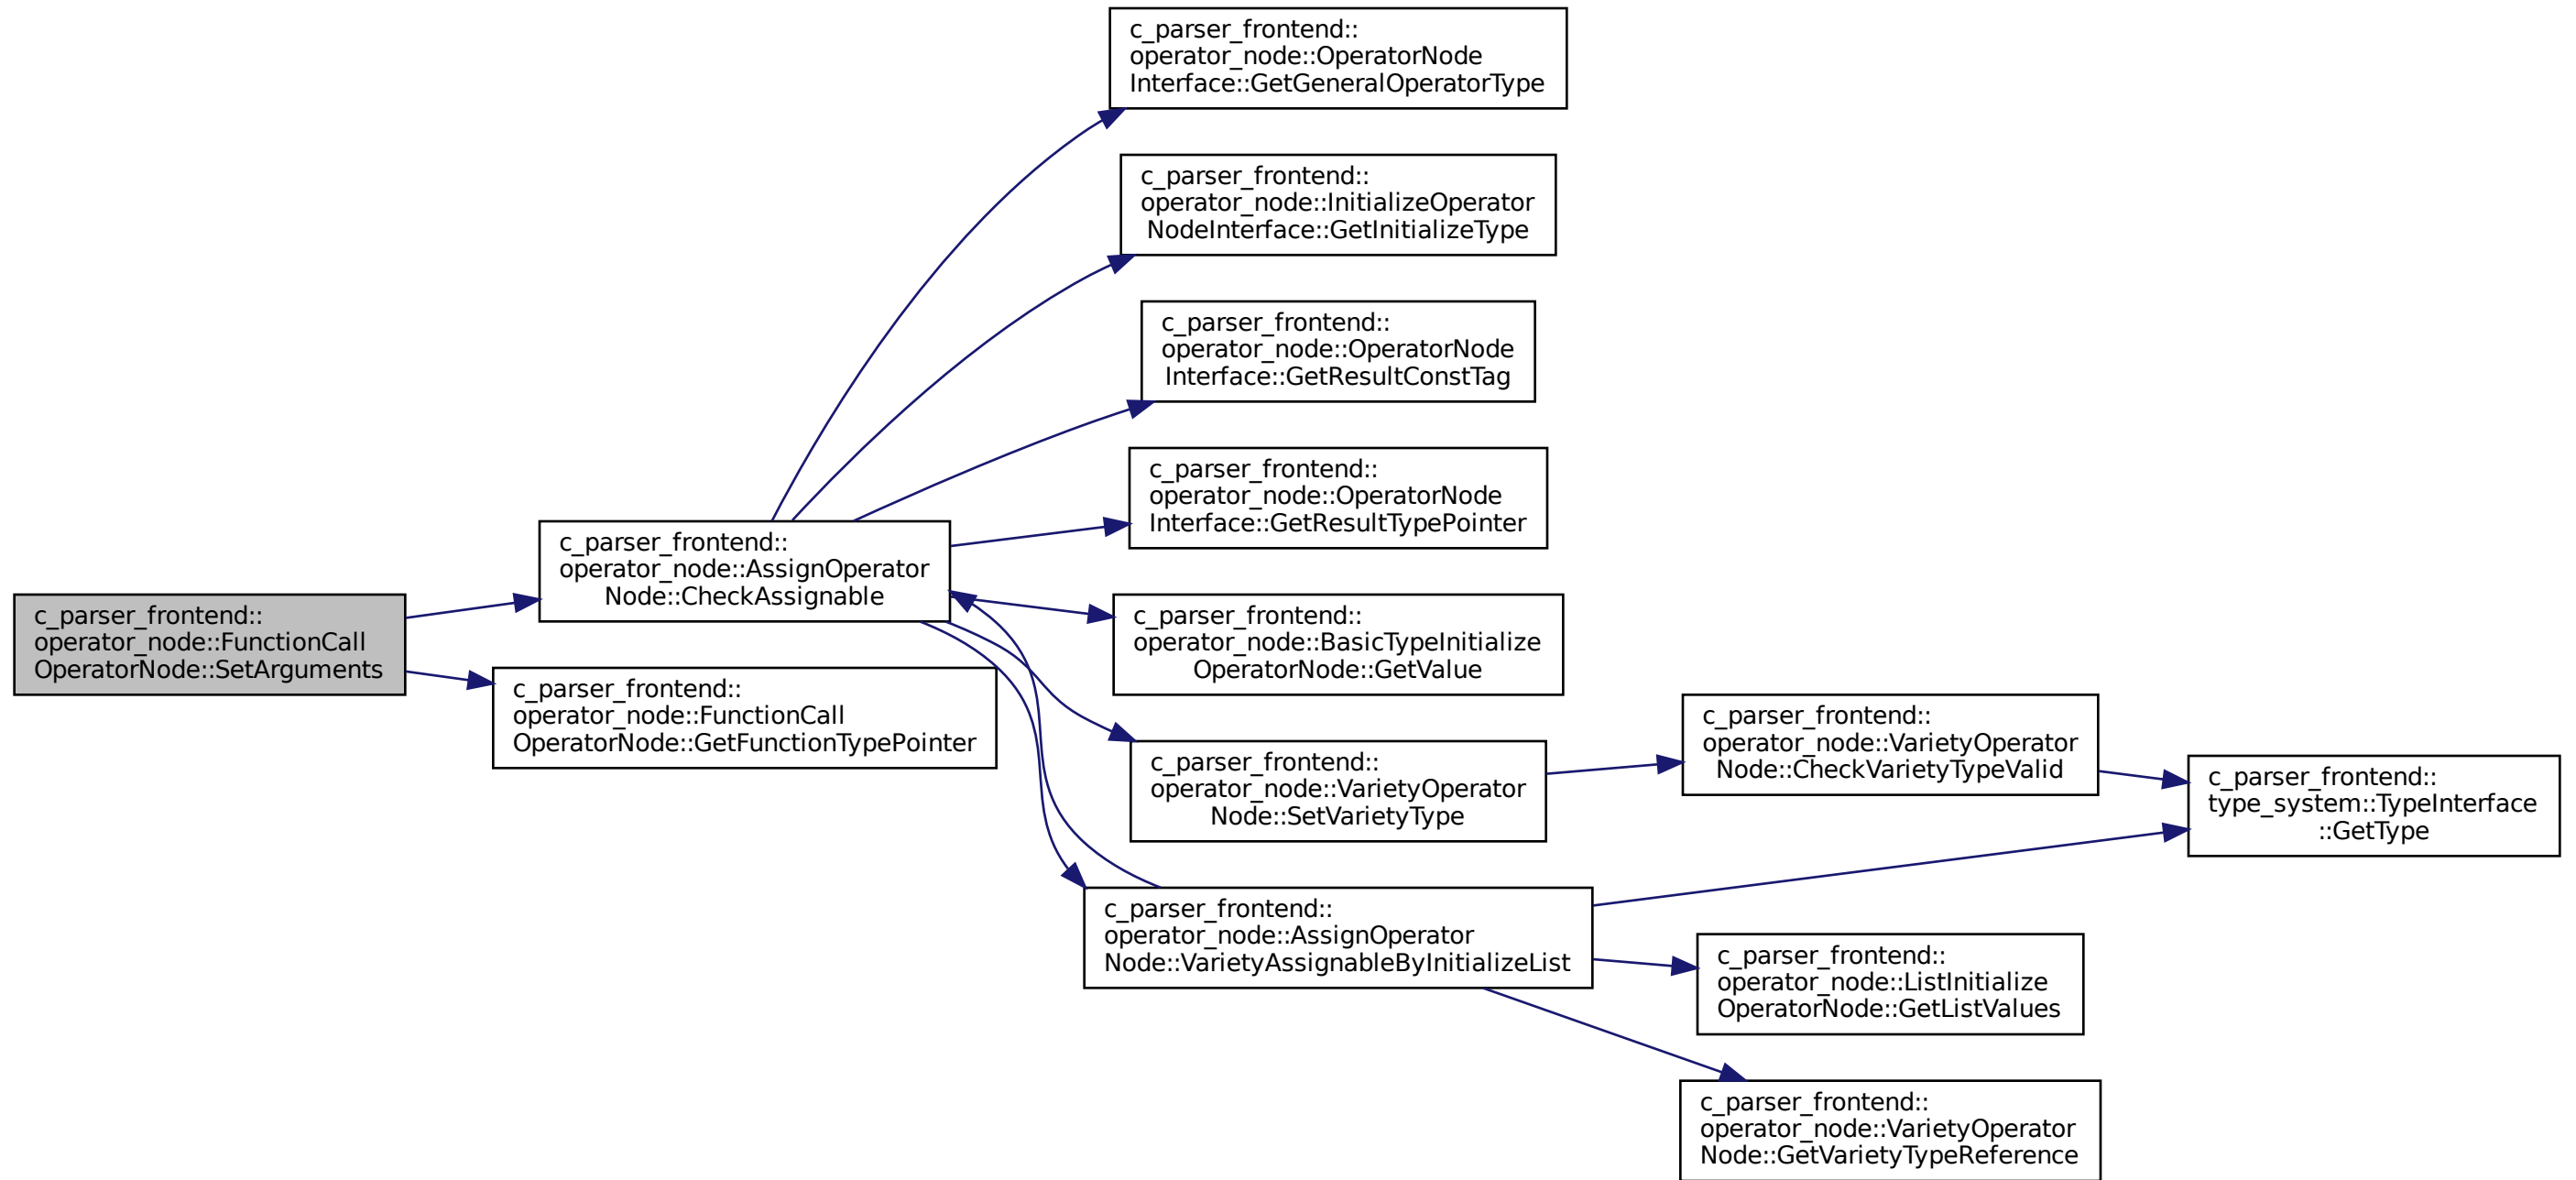 c_parser_frontend::
operator_node::OperatorNode
Interface::GetGeneralOperatorType
c_parser_frontend::
operator_node::InitializeOperator
NodeInterface::GetInitializeType
c_parser_frontend::
operator_node::OperatorNode
Interface::GetResultConstTag
c_parser_frontend::
operator_node::OperatorNode
Interface::GetResultTypePointer
c_parser_frontend::
operator_node::AssignOperator
Node::CheckAssignable
c_parser_frontend::
operator_node::FunctionCall
OperatorNode::SetArguments
c_parser_frontend::
operator_node::BasicTypeInitialize
OperatorNode::GetValue
c_parser_frontend::
operator_node::FunctionCall
OperatorNode::GetFunctionTypePointer
c_parser_frontend::
operator_node::VarietyOperator
Node::SetVarietyType
c_parser_frontend::
operator_node::VarietyOperator
Node::CheckVarietyTypeValid
c_parser_frontend::
type_system::TypeInterface
::GetType
c_parser_frontend::
operator_node::AssignOperator
Node::VarietyAssignableByInitializeList
c_parser_frontend::
operator_node::ListInitialize
OperatorNode::GetListValues
c_parser_frontend::
operator_node::VarietyOperator
Node::GetVarietyTypeReference